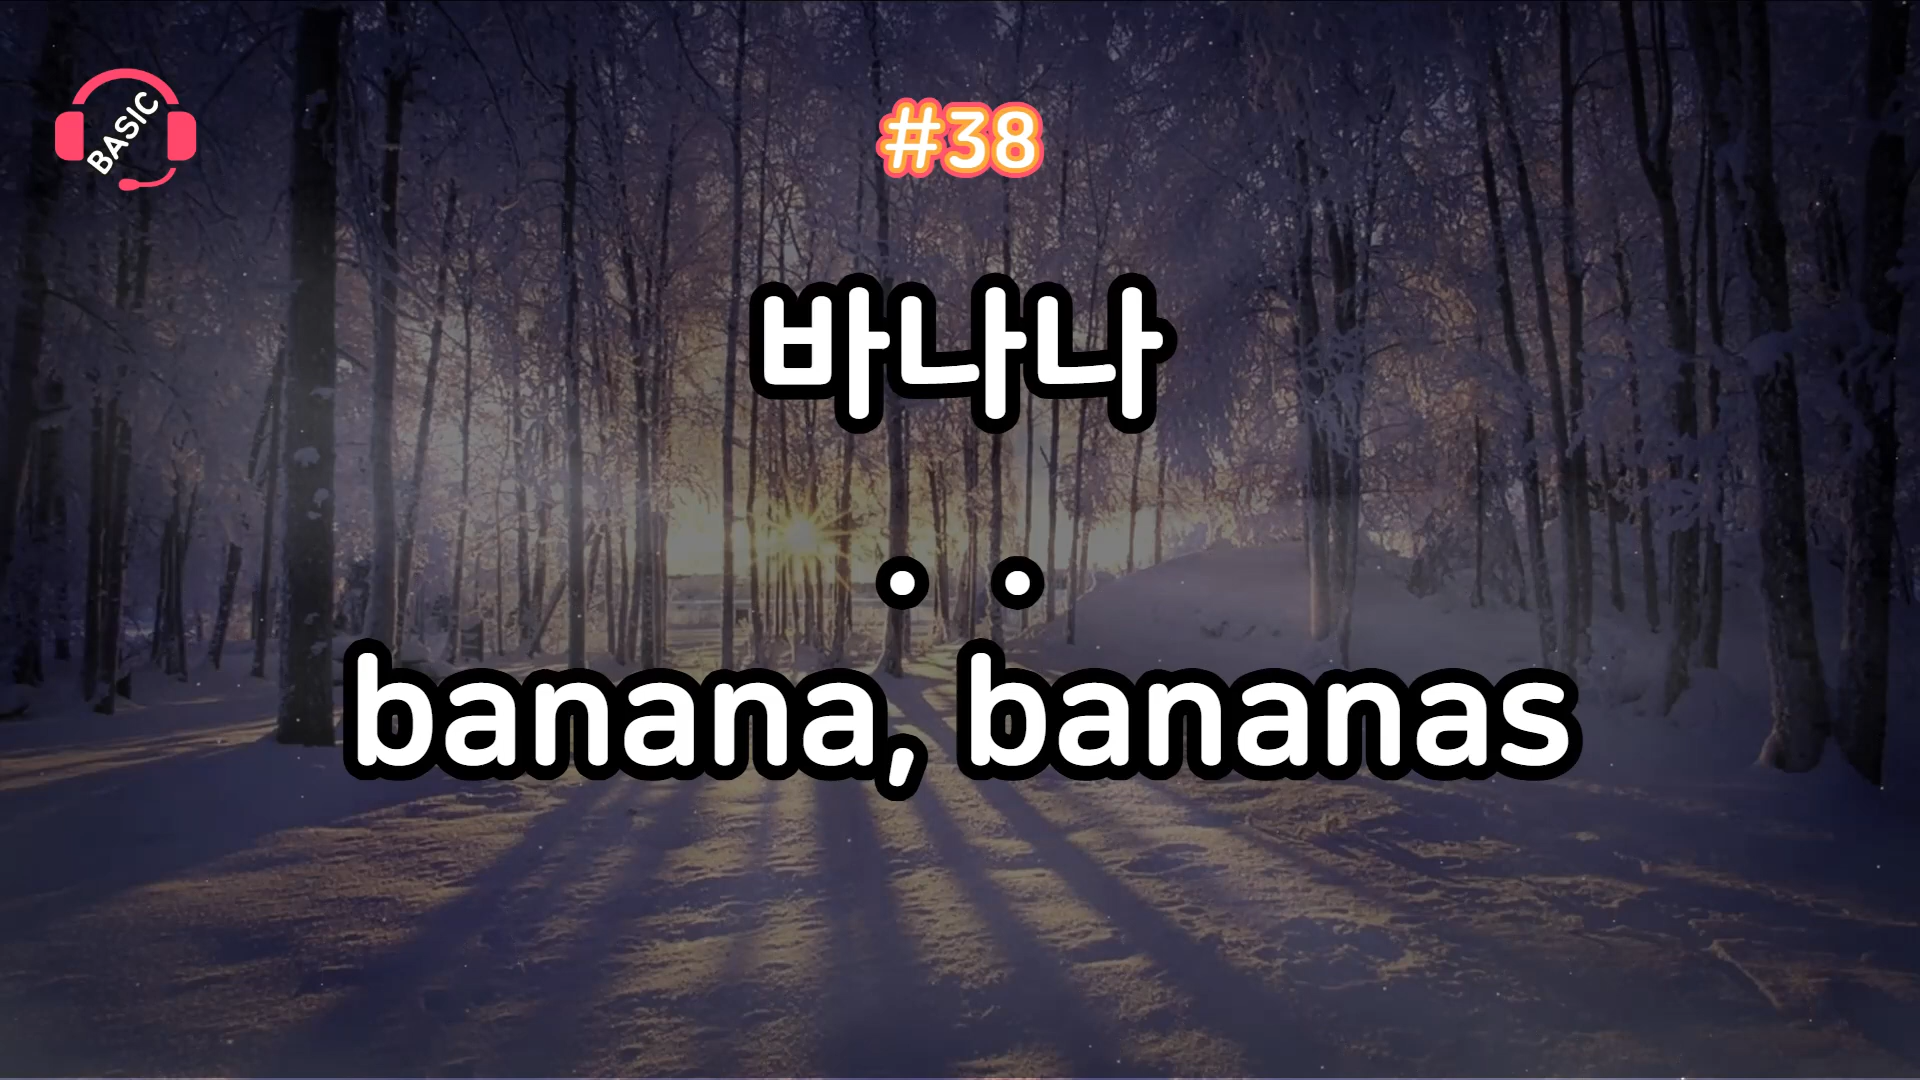 BASIC
#38
바나나
• •
banana, bananas